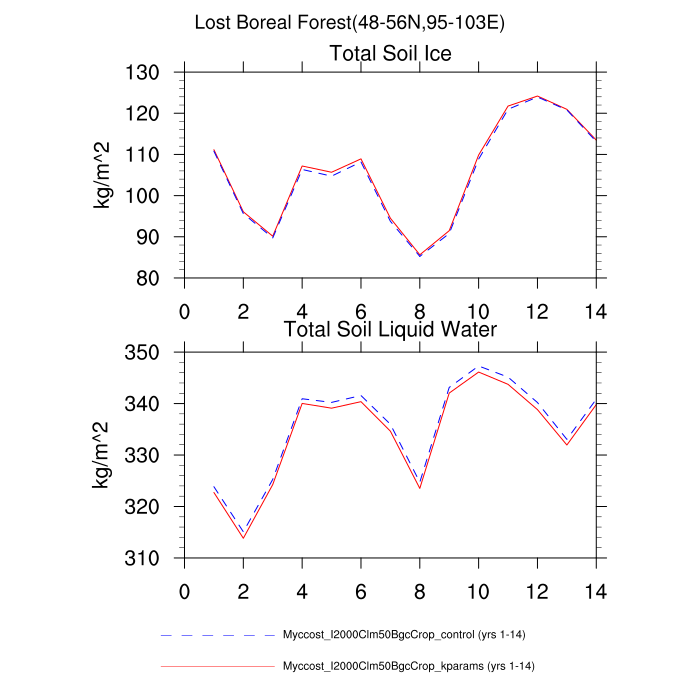 Lost Boreal Forest(48-56N,95-103E)
Total Soil Ice
130
120
110
100
90
80
kg/m^2
0 2 4 6 8 10 12 14
Total Soil Liquid Water
350
340
330
320
310
kg/m^2
0 2 4 6 8 10 12 14
Myccost_I2000Clm50BgcCrop_control (yrs 1-14)
Myccost_I2000Clm50BgcCrop_kparams (yrs 1-14)